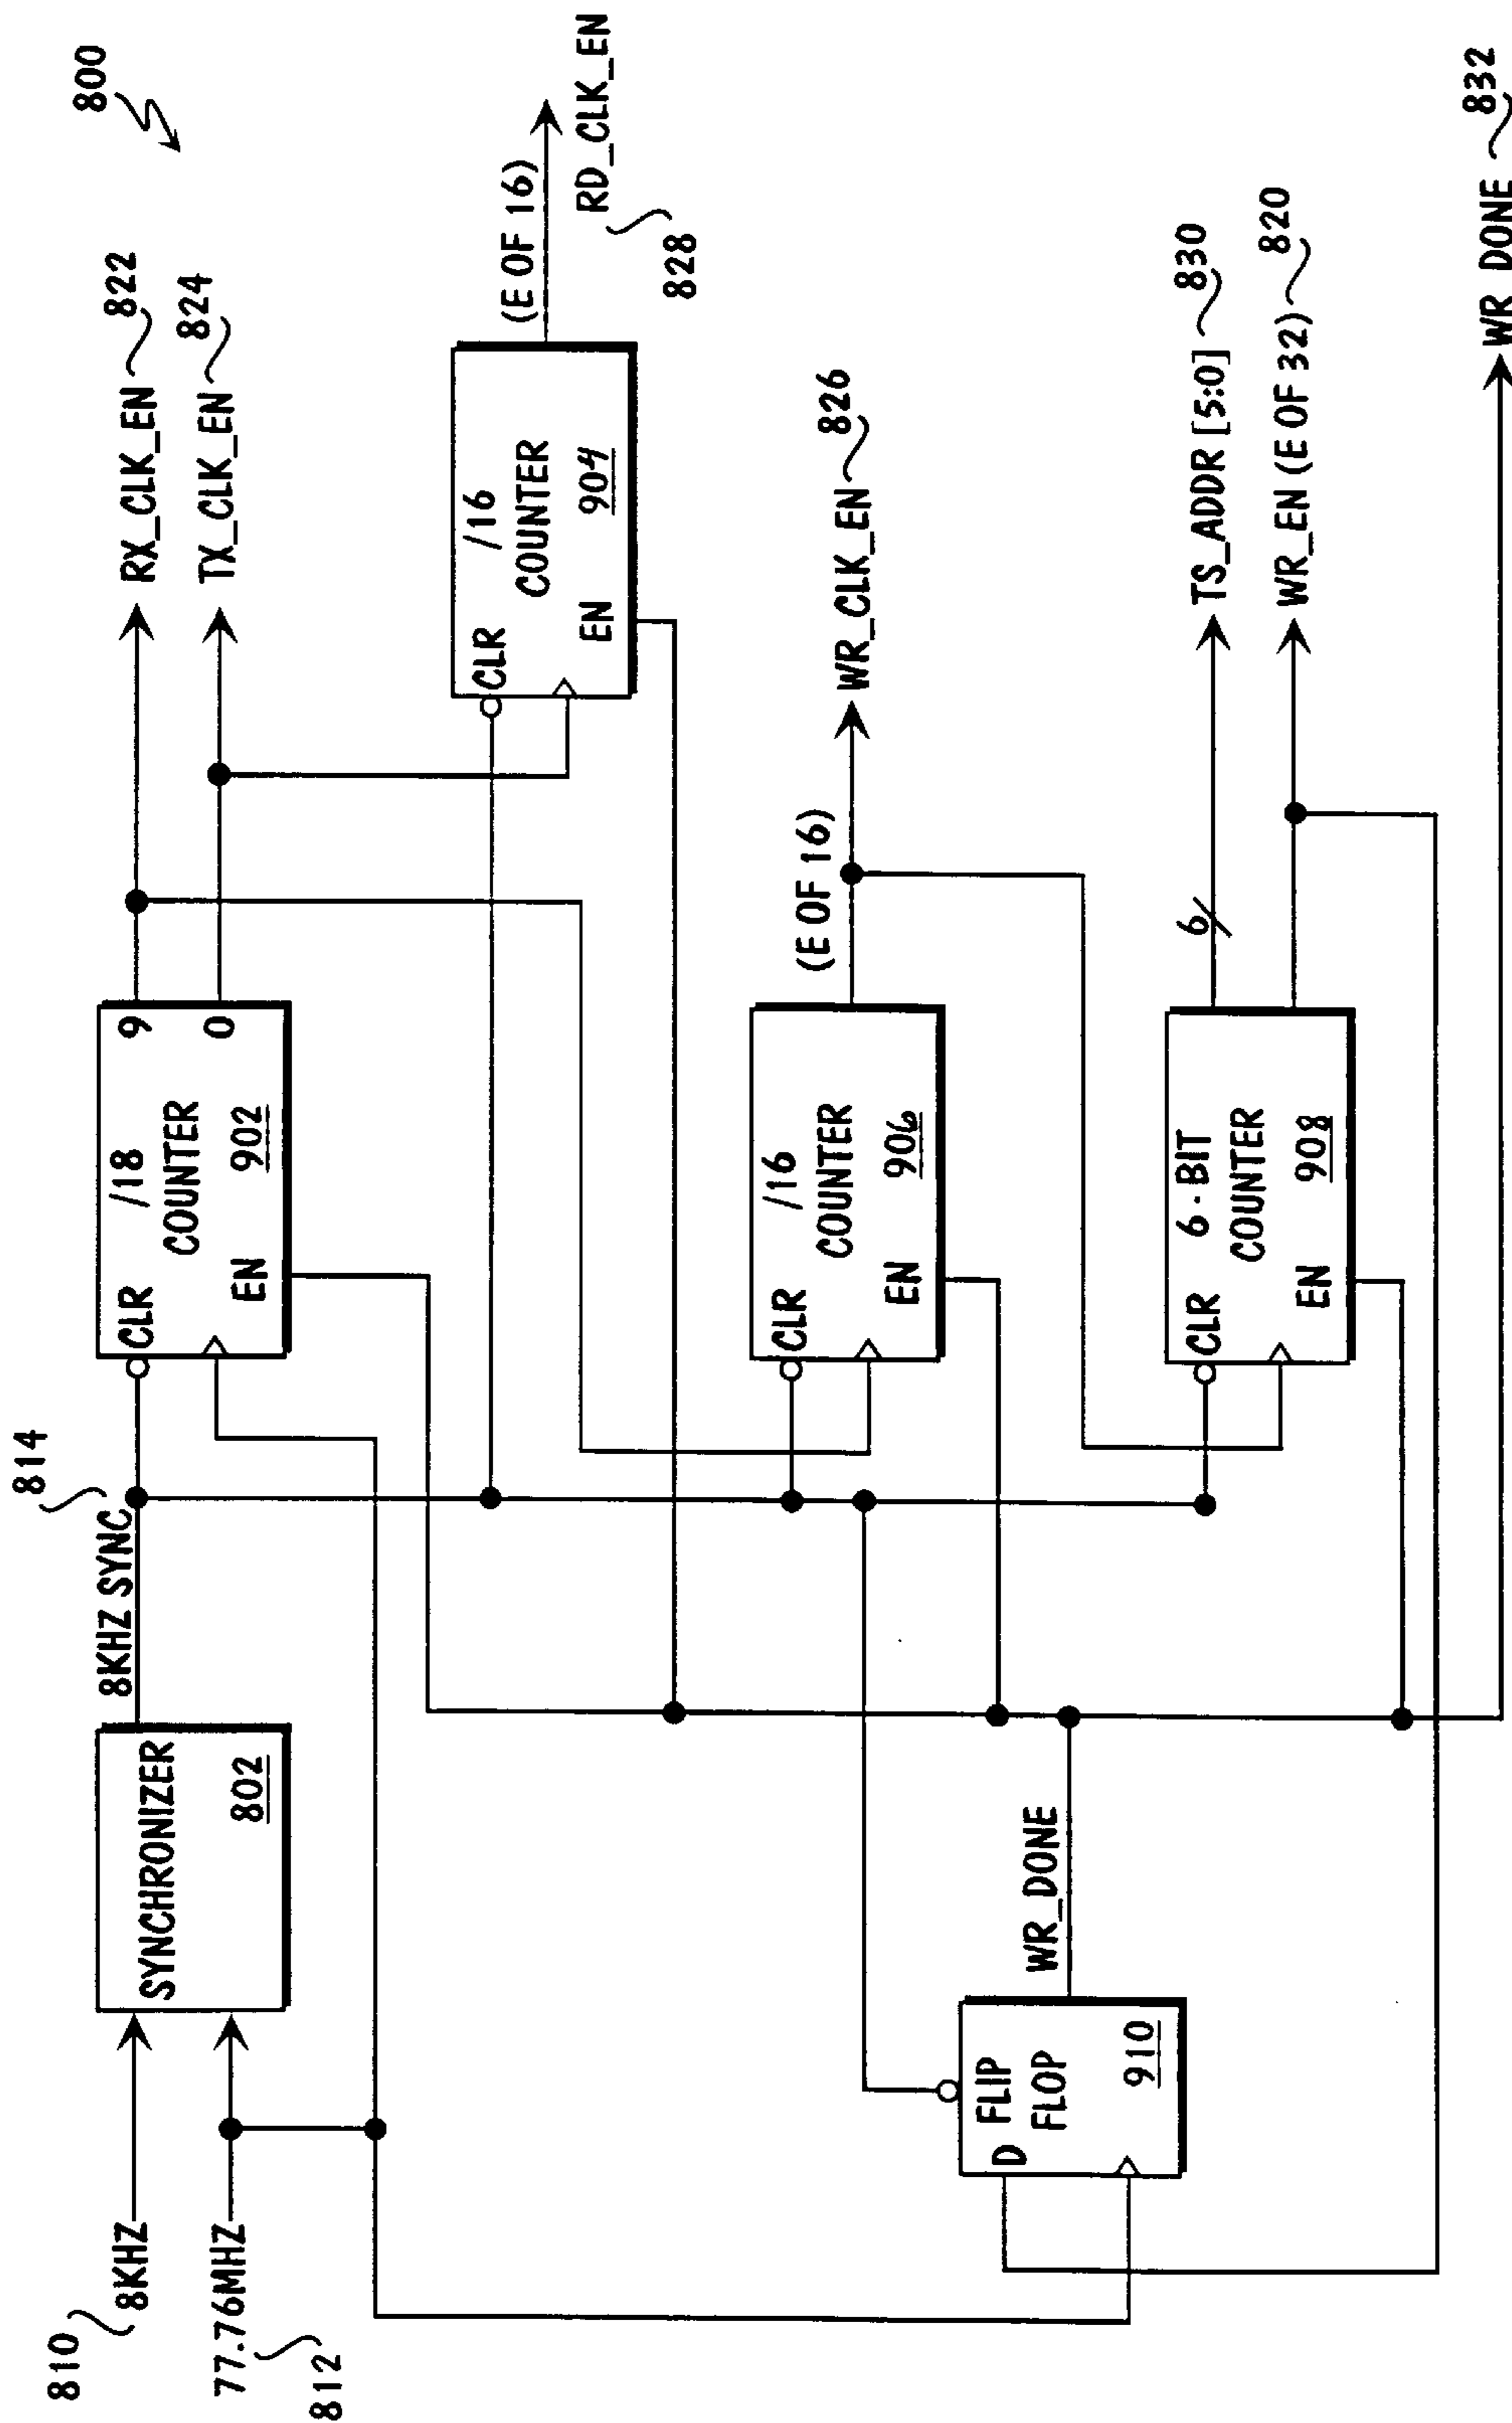 800
810
8KHZ
77.76MHZ
812
SYNCHRONIZER
802
8KHZ SYNC
814
CLR
/18
COUNTER
EN
902
9
0
RX_CLK_EN
822
TX_CLK_EN
824
CLR
/16
COUNTER
EN
904
(E OF 16)
RD_CLK_EN
828
CLR
/16
COUNTER
EN
906
(E OF 16)
WR_CLK_EN
826
CLR
6·BIT
COUNTER
EN
908
6
TS_ADDR [5:0]
830
WR_EN (E OF 32)
820
D
FLIP
FLOP
910
WR_DONE
WR_DONE
832